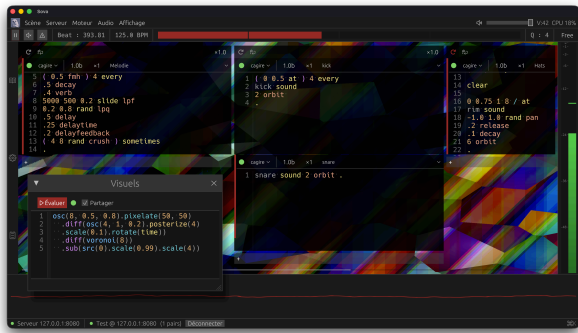 Bova
Scène Serveur Moteur Audio Affichage
V:42 CPU 18%
Beat : 393.81 125.0 BPM
Q : 4 Free
×1.0
×1.0
cagire 1.0b ×1 Mélodie
5 ( 0.5 fmh ) 4 every
6 .5 decay
7 .4 verb
8 5000 500 0.2 slide lpf
9 0.2 0.8 rand lpq
10 .5 delay
11 .25 delaytime
12 .2 delayfeedback
13 ( 4 8 rand crush ) sometimes
14 .
cagire 1.0b ×1 kick
1 ( 0 0.5 at ) 4 every
2 kick sound
3 2 orbit
4 .
cagire 1.0b ×1 Hats
13
14 clear
15
16 0 0.75 1 8 / at
17 rim sound
18 -1.0 1.0 rand pan
19 .2 release
20 .1 decay
21 6 orbit
22 .
cagire 1.0b ×1 snare
1 snare sound 2 orbit .
Visuels
Évaluer Partager
1 osc(8, 0.5, 0.8).pixelate(50, 50)
2 .diff(osc(4, 1, 0.2).posterize(4)
3 .scale(0.1).rotate(time))
4 .diff(voronoi(8))
5 .sub(src(0).scale(0.99).scale(4))
Serveur 127.0.0.1:8080 Test @ 127.0.0.1:8080 (1 pairs) Déconnecter